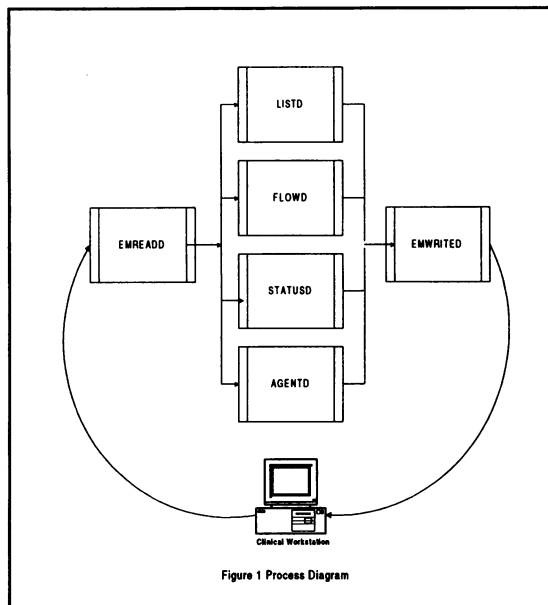 LISTD
FLOWD
EMREADD
EMWRITED
STATUSD
AGENTD
Clinical Workstation
Figure 1 Process Diagram